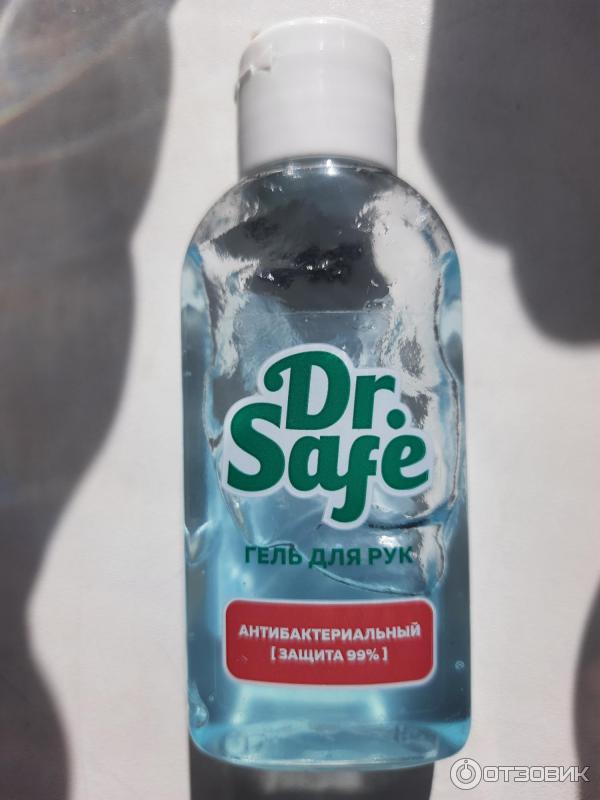 Dr.
Safe
ГЕЛЬ ДЛЯ РУК
АНТИБАКТЕРИАЛЬНЫЙ
[ ЗАЩИТА 99% ]
ОТЗОВИК